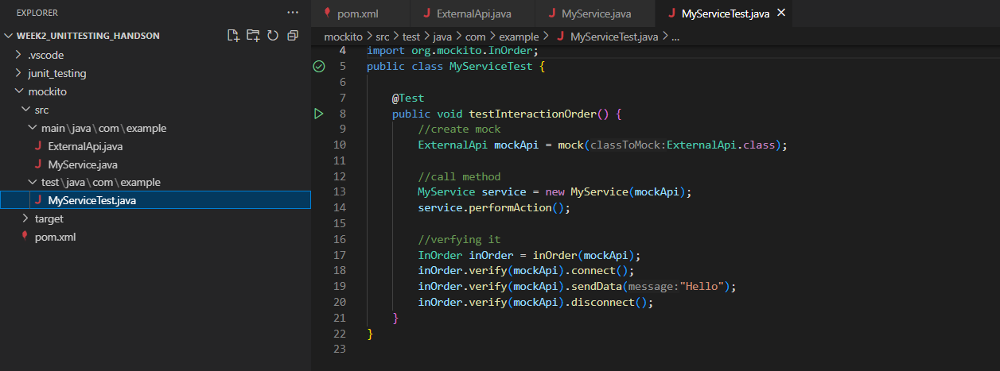 EXPLORER
WEEK2_UNITTESTING_HANDSON
.vscode
junit_testing
mockito
src
main\java\com\example
ExternalApi.java
MyService.java
test\java\com\example
MyServiceTest.java
target
pom.xml
pom.xml ExternalApi.java MyService.java MyServiceTest.java
mockito > src > test > java > com > example > MyServiceTest.java > ...
4 import org.mockito.InOrder;
5 public class MyServiceTest {
6
7 @Test
8 public void testInteractionOrder() {
9 //create mock
10 ExternalApi mockApi = mock(classToMock:ExternalApi.class);
11
12 //call method
13 MyService service = new MyService(mockApi);
14 service.performAction();
15
16 //verfying it
17 InOrder inOrder = inOrder(mockApi);
18 inOrder.verify(mockApi).connect();
19 inOrder.verify(mockApi).sendData(message:"Hello");
20 inOrder.verify(mockApi).disconnect();
21 }
22 }
23